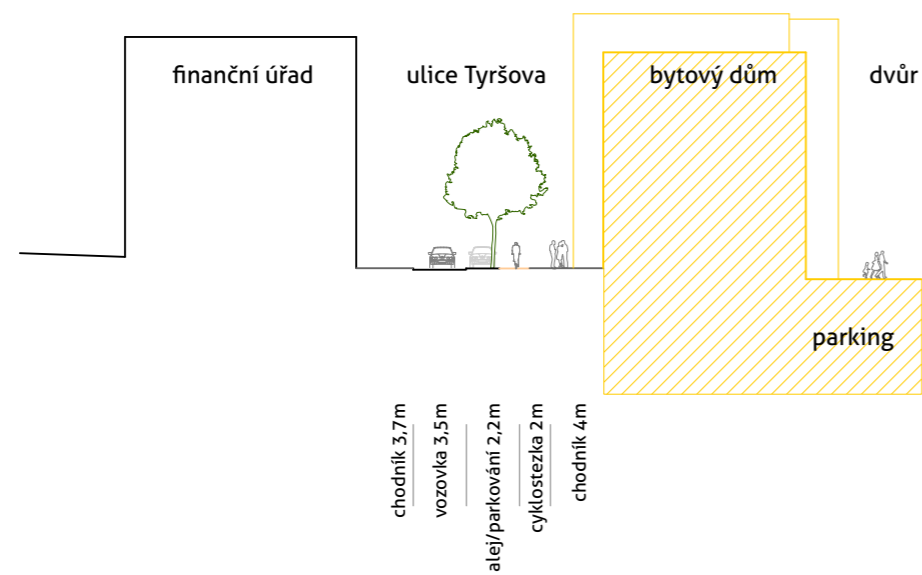 finanční úřad
ulice Tyršova
bytový dům
dvůr
parking
chodník 3,7m
vozovka 3,5m
alej/parkování 2,2m
cyklostezka 2m
chodník 4m